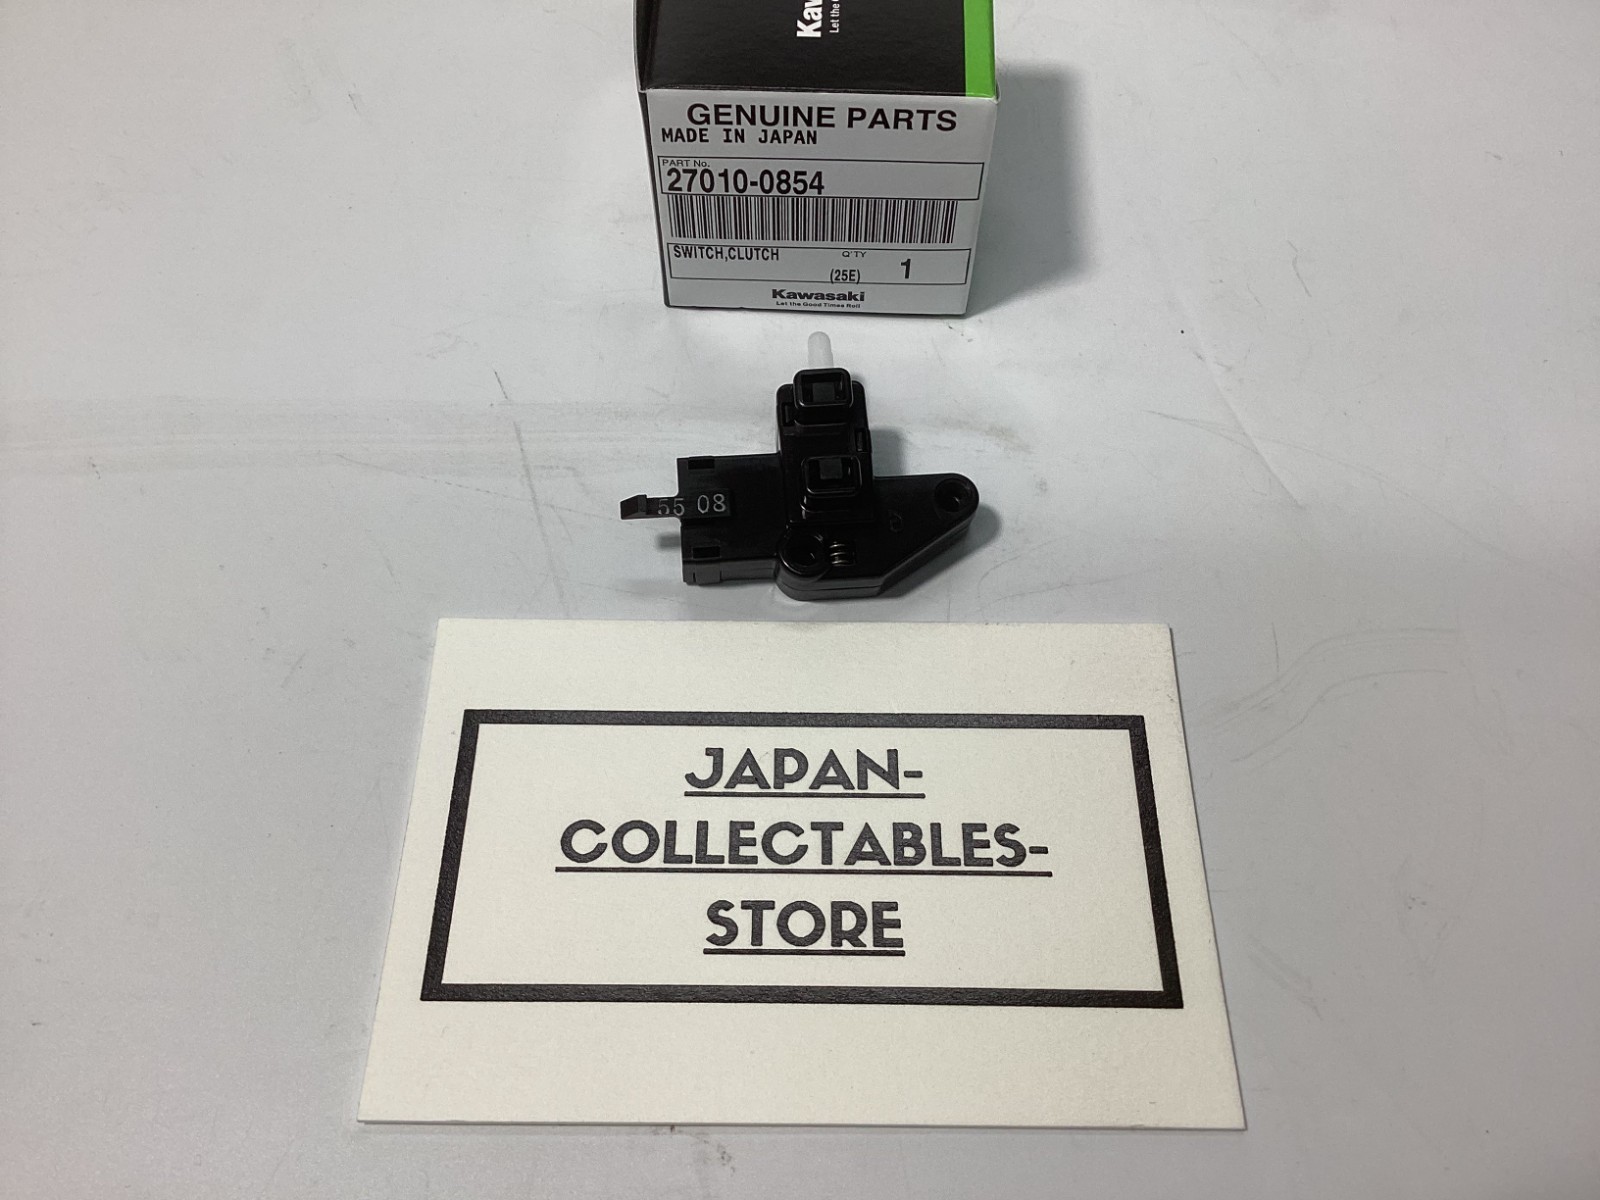 GENUINE PARTS
MADE IN JAPAN
PART No.
27010-0854
SWITCH,CLUTCH
Q'TY
(25E)
1
Kawasaki
Let the Good Times Roll
55 08
JAPAN-
COLLECTABLES-
STORE